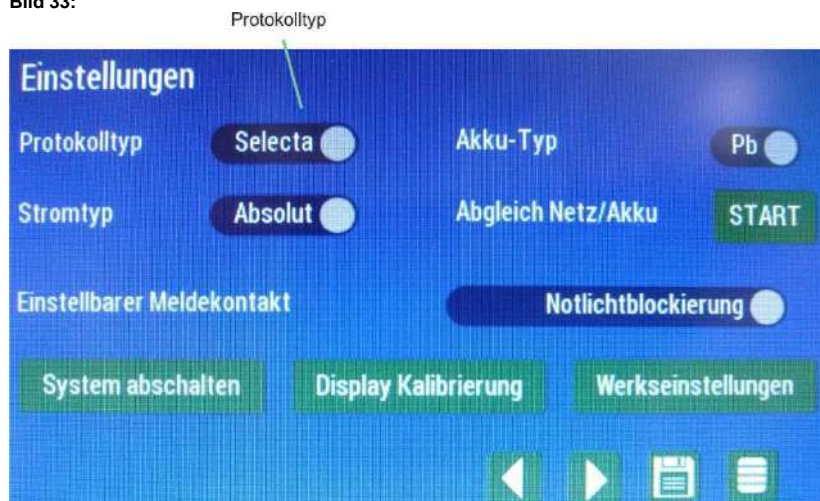 Bild 33:
Protokolltyp
Einstellungen
Protokolltyp Selecta Akku-Typ Pb
Stromtyp Absolut Abgleich Netz/Akku START
Einstellbarer Meldekontakt Notlichtblockierung
System abschalten Display Kalibrierung Werkseinstellungen